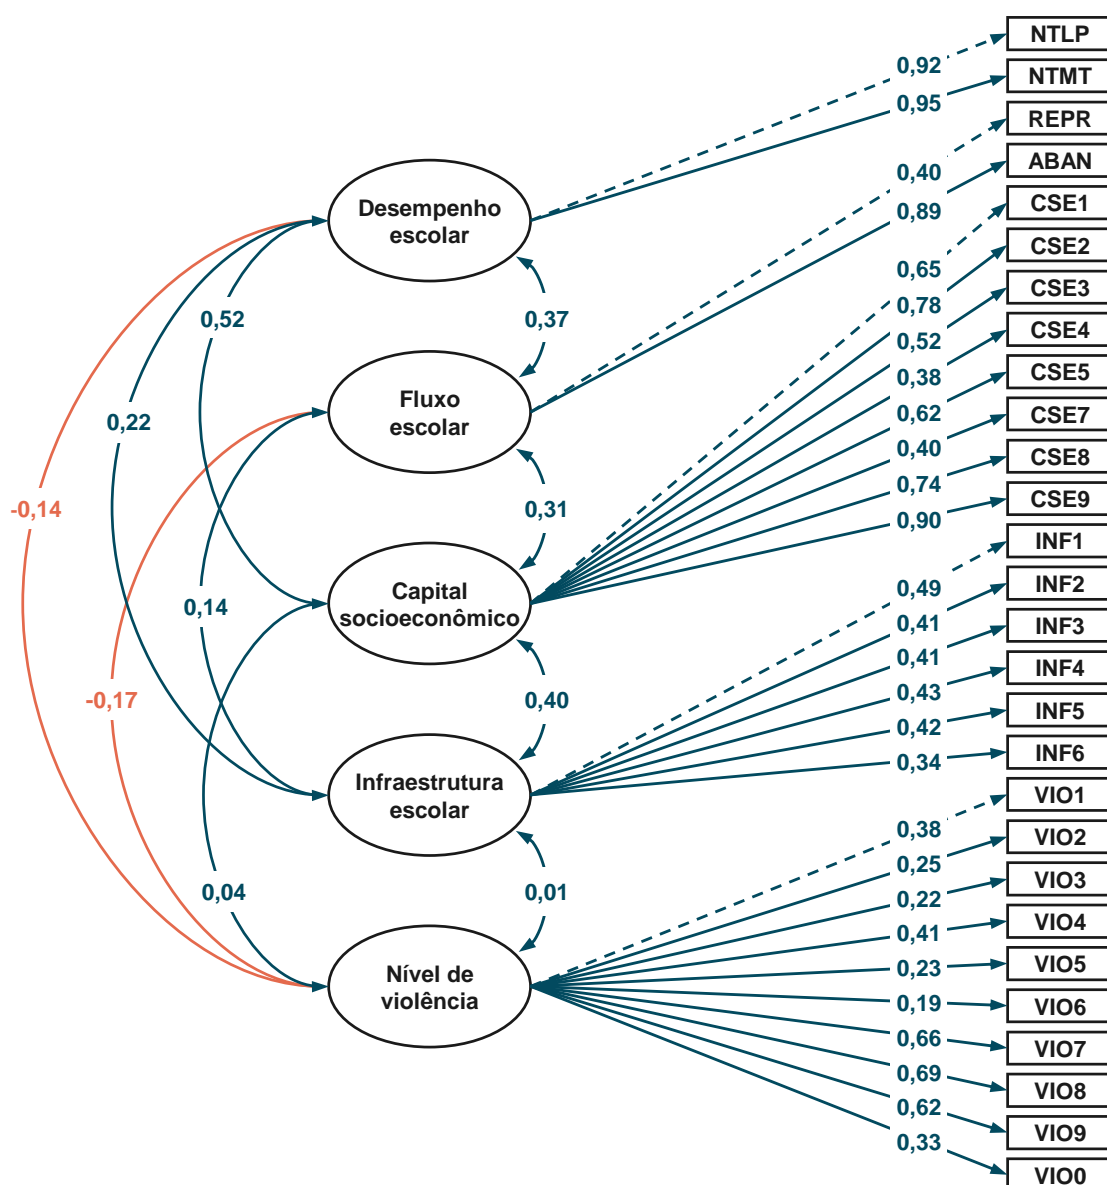 NTLP
0,92
NTMT
0,95
REPR
0,40
ABAN
0,89
CSE1
0,65
CSE2
0,78
CSE3
0,52
CSE4
0,38
CSE5
0,62
CSE7
0,40
CSE8
0,74
CSE9
0,90
INF1
0,49
INF2
0,41
INF3
0,41
INF4
0,43
INF5
0,42
INF6
0,34
VIO1
0,38
VIO2
0,25
VIO3
0,22
VIO4
0,41
VIO5
0,23
VIO6
0,19
VIO7
0,66
VIO8
0,69
VIO9
0,62
VIO0
0,33
Desempenho
escolar
0,52
0,37
Fluxo
escolar
0,22
-0,14
0,31
Capital
socioeconômico
0,14
-0,17
0,40
Infraestrutura
escolar
0,04
0,01
Nível de
violência